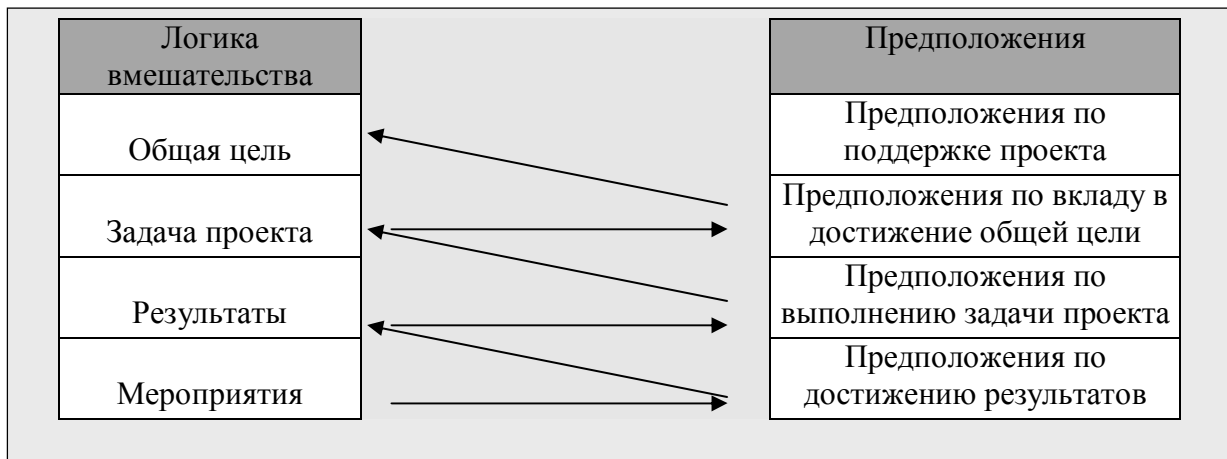 Логика
вмешательства
Предположения
Общая цель
Предположения по
поддержке проекта
Задача проекта
Предположения по вкладу в
достижение общей цели
Результаты
Предположения по
выполнению задачи проекта
Мероприятия
Предположения по
достижению результатов